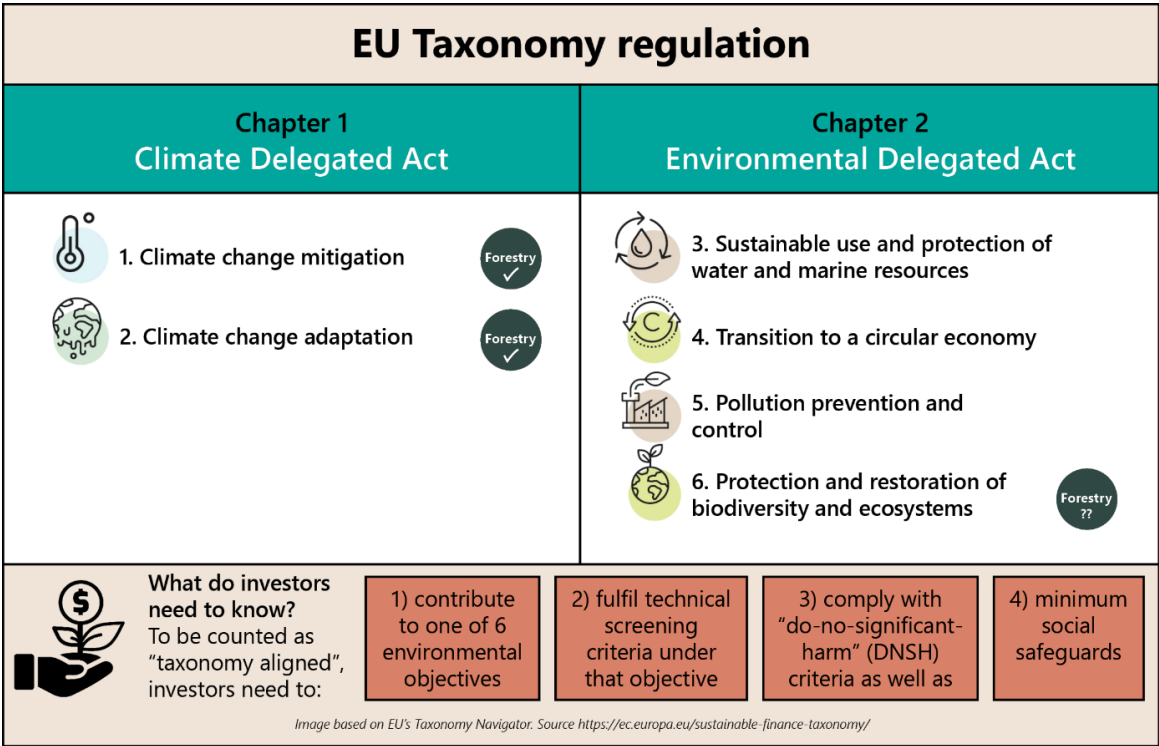 EU Taxonomy regulation
Chapter 1
Climate Delegated Act
Chapter 2
Environmental Delegated Act
1. Climate change mitigation
Forestry
✓
2. Climate change adaptation
Forestry
✓
3. Sustainable use and protection of
water and marine resources
C
4. Transition to a circular economy
5. Pollution prevention and
control
6. Protection and restoration of
biodiversity and ecosystems
Forestry
??
$
What do investors
need to know?
To be counted as
“taxonomy aligned”,
investors need to:
1) contribute
to one of 6
environmental
objectives
2) fulfil technical
screening
criteria under
that objective
3) comply with
“do-no-significant-
harm” (DNSH)
criteria as well as
4) minimum
social
safeguards
Image based on EU's Taxonomy Navigator. Source https://ec.europa.eu/sustainable-finance-taxonomy/